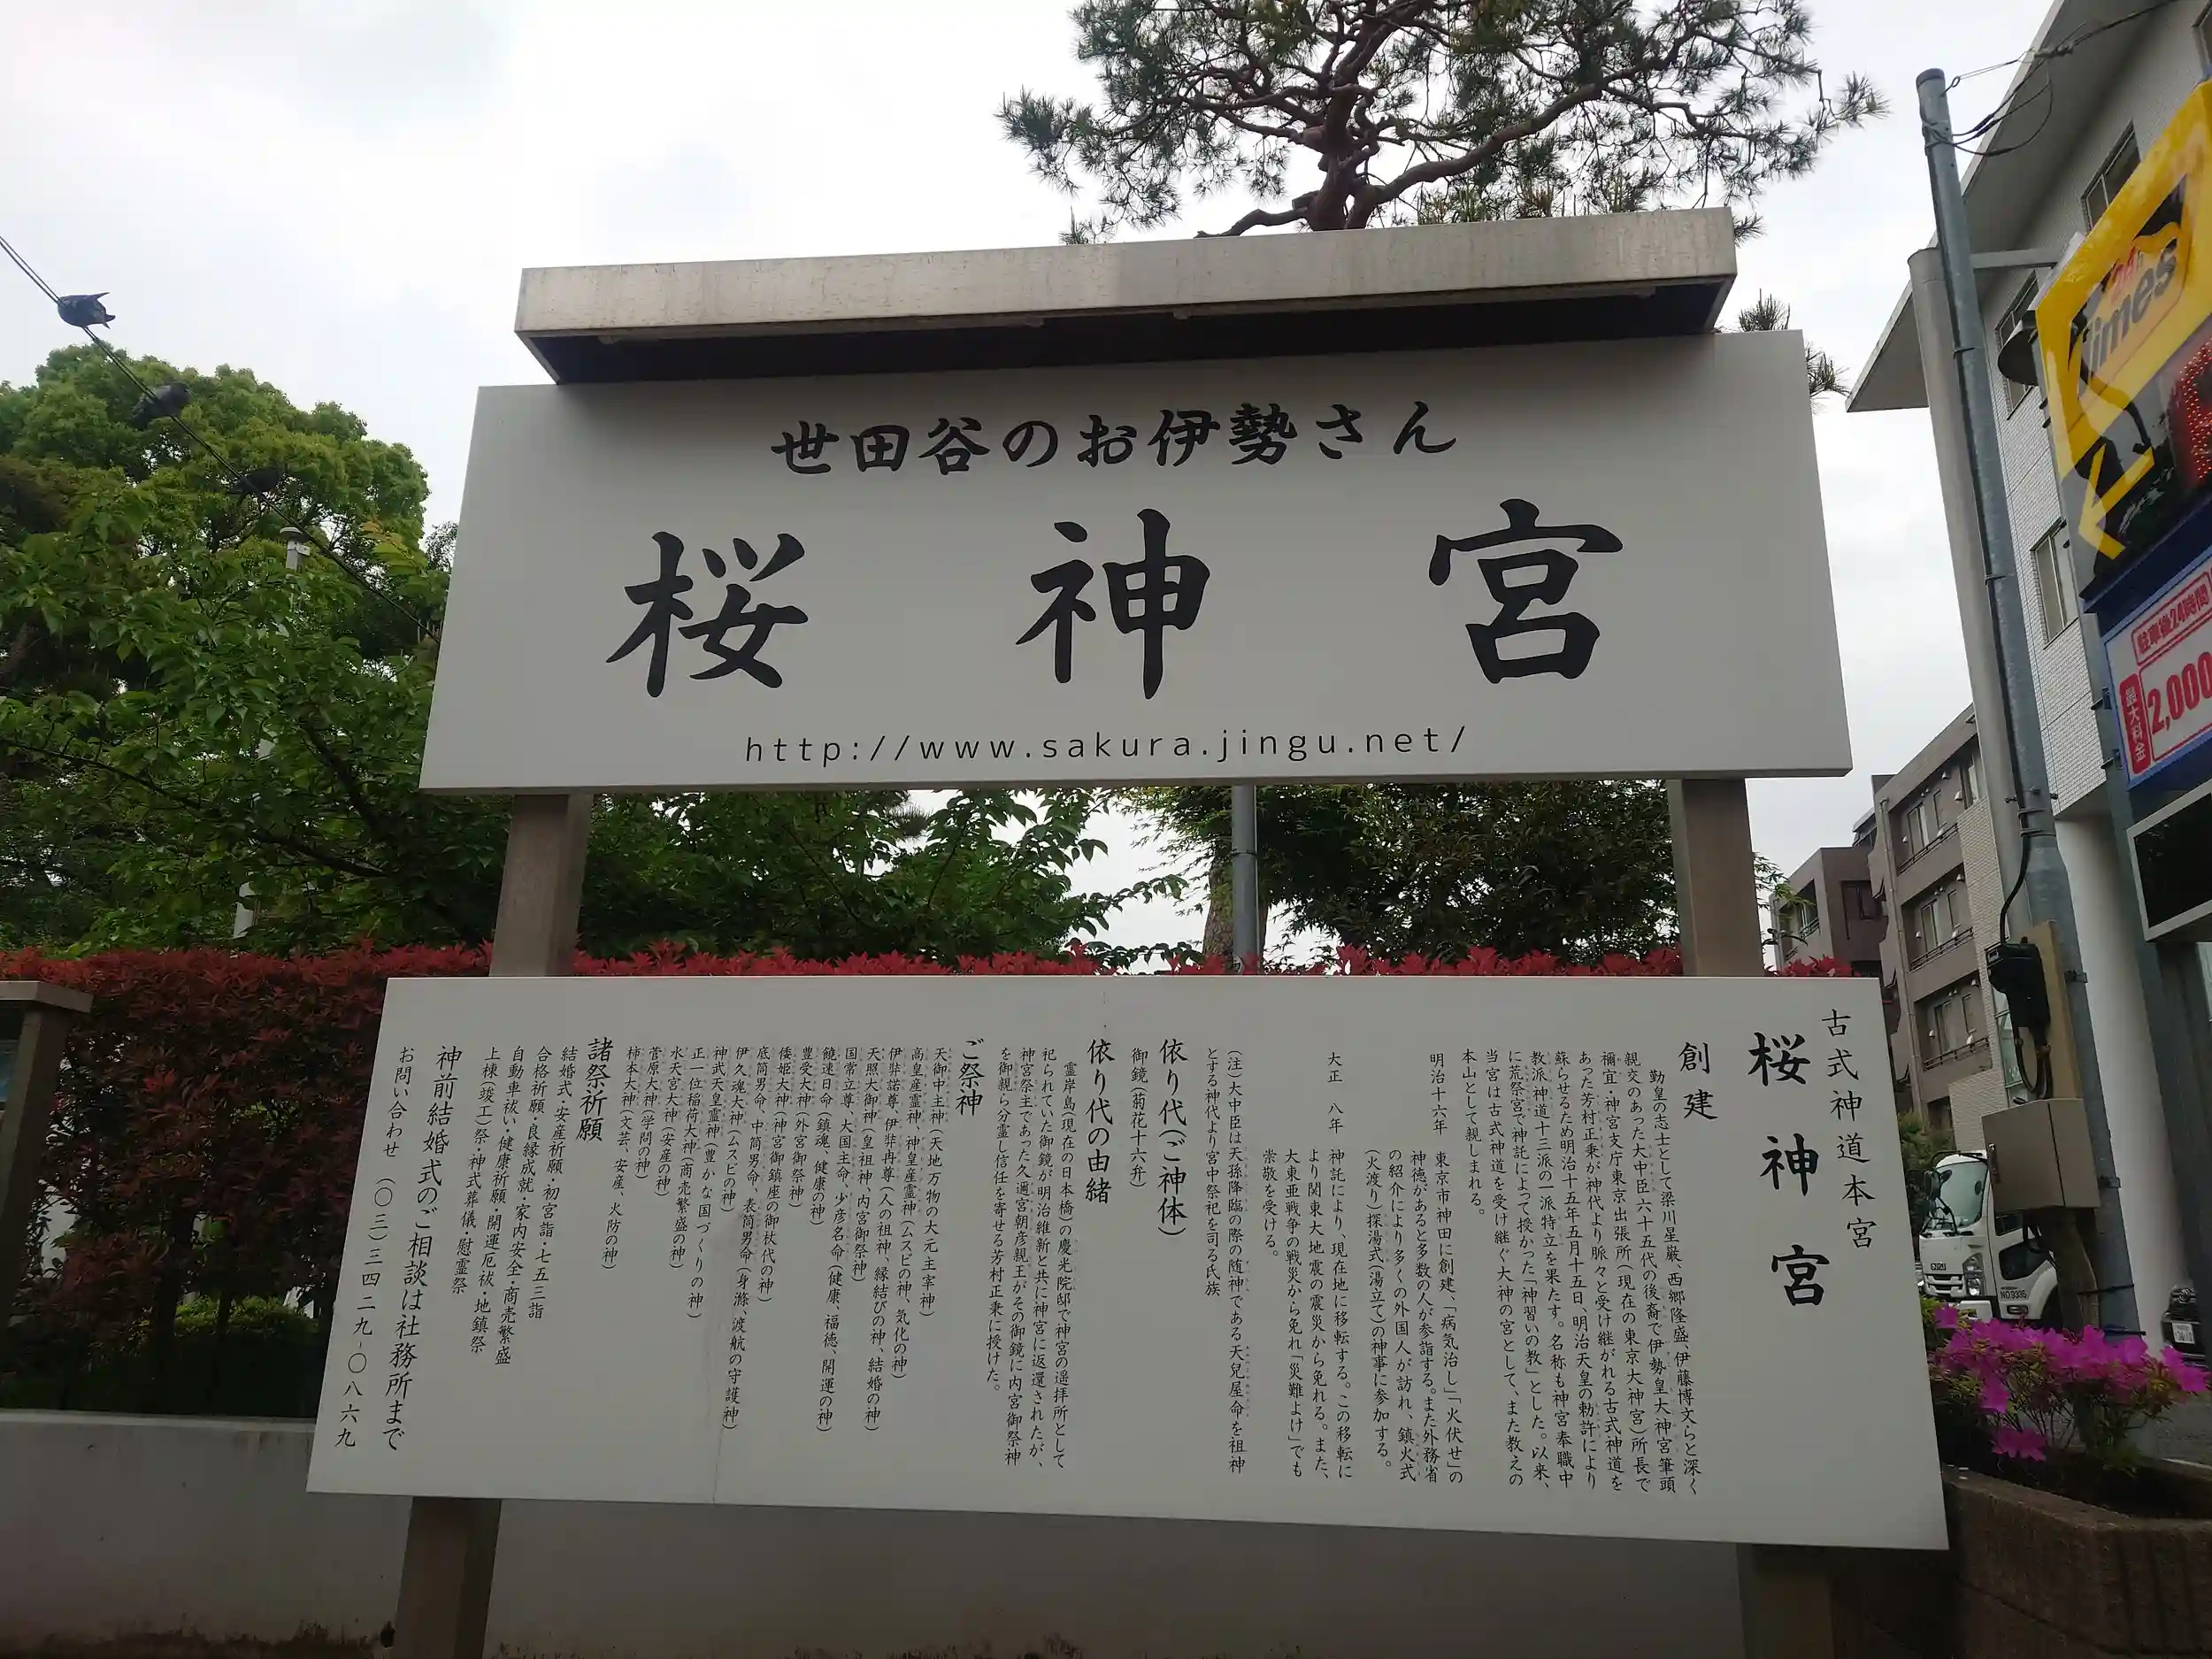 世田谷のお伊勢さん
桜神宮
http://www.sakura.jingu.net/
古式神道本宮
桜神宮
創建
勤皇の志士として梁川星巌、西郷隆盛、伊藤博文らと深く
親交のあった大中臣六十五代の後裔で伊勢皇大神宮筆頭
禰宜・神宮支庁東京出張所(現在の東京大神宮)所長で
あった芳村正秉が神代より脈々と受け継がれる古式神道を
蘇らせるため明治十五年五月十五日、明治天皇の勅許により
教派神道十三派の一派特立を果たす。名称も神宮奉職中
に荒祭宮で神託によって授かった「神習いの教」とした。以来、
当宮は古式神道を受け継ぐ大神の宮として、また教えの
本山として親しまれる。
明治十六年 東京市神田に創建、「病気治し」「火伏せ」の
神徳があると多数の人が参詣する。また外務省
の紹介により多くの外国人が訪れ、鎮火式
(火渡り)探湯式(湯立て)の神事に参加する。
大正 八年 神託により、現在地に移転する。この移転に
より関東大地震の震災から免れる。また、
大東亜戦争の戦災から免れ「災難よけ」でも
崇敬を受ける。
(注)大中臣は天孫降臨の際の随神である天児屋命を祖神
とする神代より宮中祭祀を司る氏族
依り代(ご神体)
御鏡(菊花十六弁)
依り代の由緒
霊岸島(現在の日本橋)の慶光院邸で神宮の遥拝所として
祀られていた御鏡が明治維新と共に神宮に返還されたが、
神宮祭主であった久邇宮朝彦親王がその御鏡に内宮御祭神
を御親ら分霊し信任を寄せる芳村正秉に授けた。
ご祭神
天御中主神(天地万物の大元主宰神)
高皇産霊神、神皇産霊神(ムスビの神、気化の神)
伊弉諾尊、伊弉冉尊(人の祖神、縁結びの神、結婚の神)
天照大御神(皇祖神、内宮御祭神)
国常立尊、大国主命、少彦名命(健康、福徳、開運の神)
饒速日命(鎮魂、健康の神)
豊受大神(外宮御祭神)
倭姫大神(神宮御鎮座の御杖代の神)
底筒男命、中筒男命、表筒男命(身滌、渡航の守護神)
伊久魂大神(ムスビの神)
神武天皇霊神(豊かな国づくりの神)
正一位稲荷大神(商売繁盛の神)
水天宮大神(安産の神)
菅原大神(学問の神)
柿本大神(文芸、安産、火防の神)
諸祭祈願
結婚式・安産祈願・初宮詣・七五三詣
合格祈願・良縁成就・家内安全・商売繁盛
自動車祓い・健康祈願・開運厄祓・地鎮祭
上棟(竣工)祭・神式葬儀・慰霊祭
神前結婚式のご相談は社務所まで
お問い合わせ (〇三)三四二九-〇八六九
24h
Times
駐車後24時間
最大料金
2,000